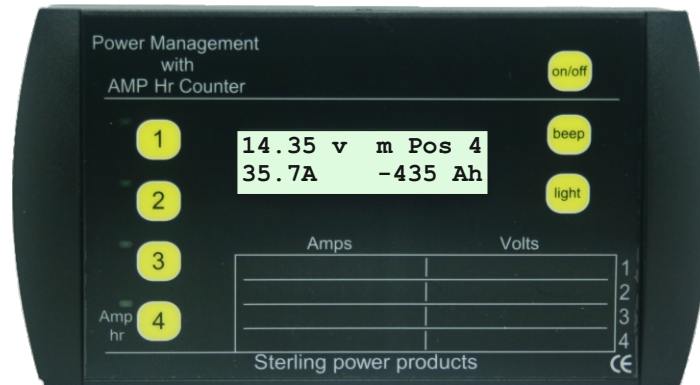 Power Management
with
AMP Hr Counter
on/off
1
beep
14.35 v m Pos 4
35.7A -435 Ah
2
light
3
Amps Volts
1
2
3
4
Amp
hr
4
Sterling power products
CE